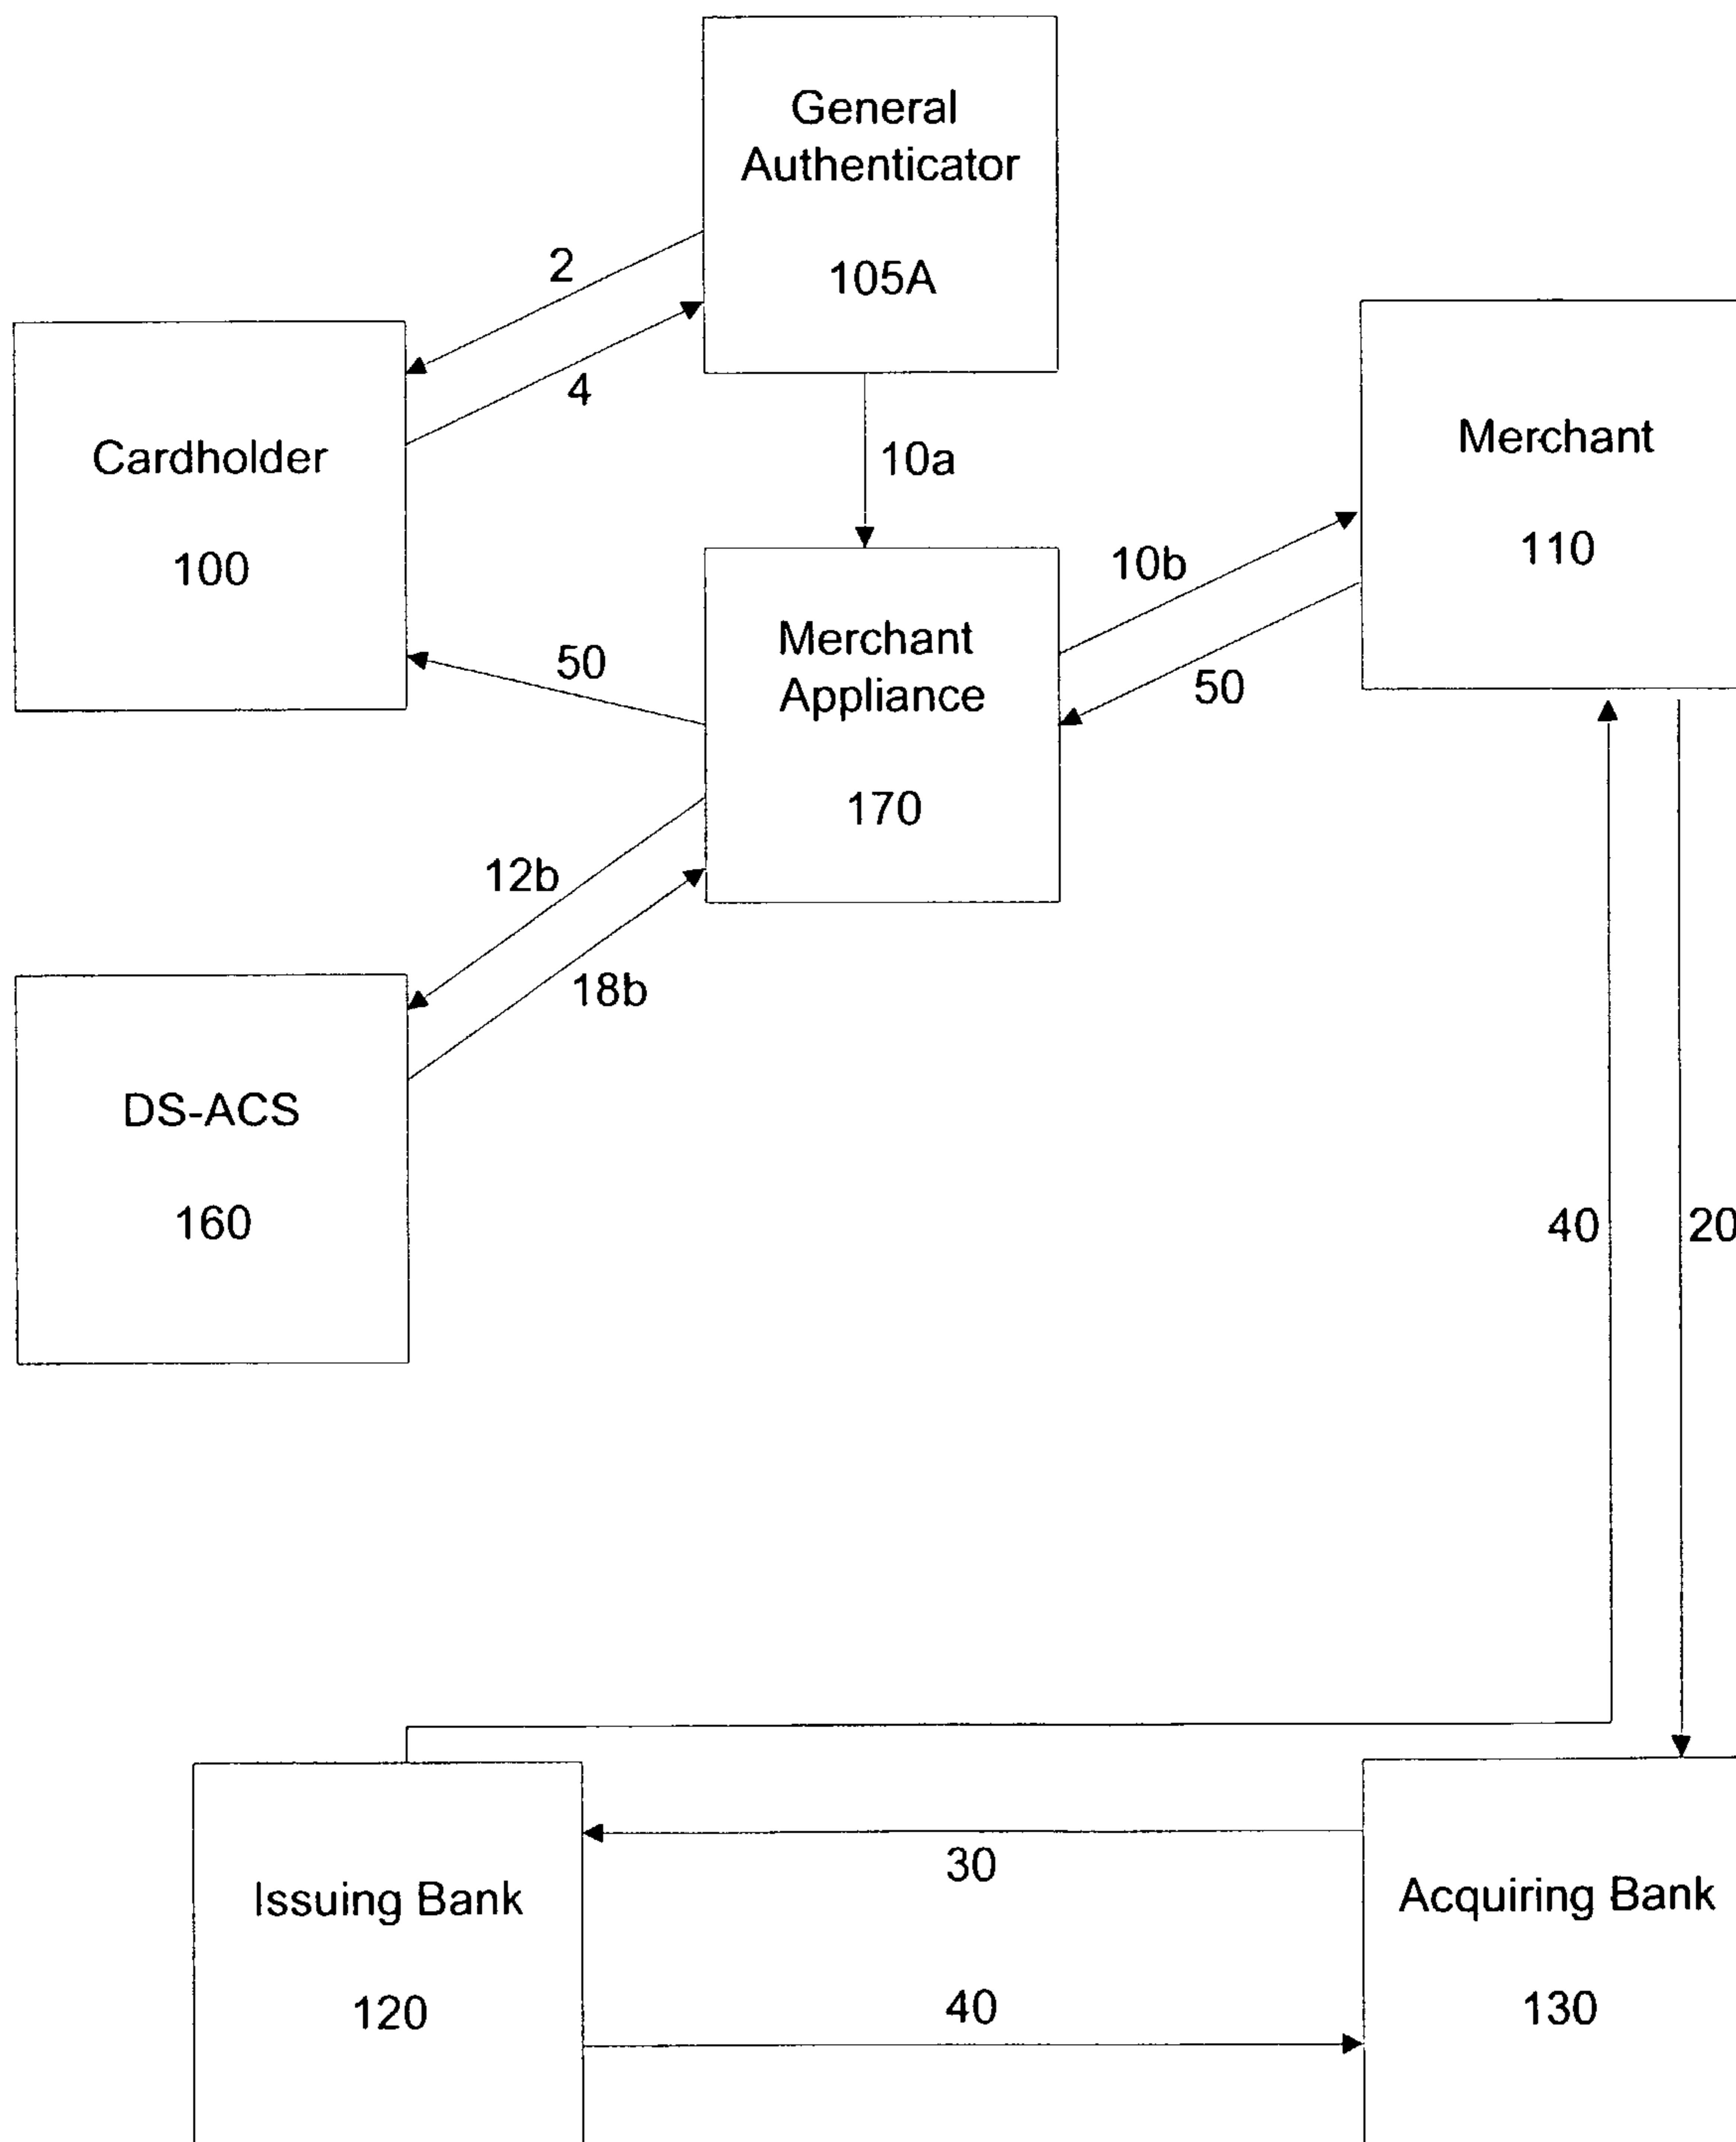 General
Authenticator
105A
2
4
Cardholder
100
10a
Merchant
110
10b
50
Merchant
Appliance
170
50
12b
18b
DS-ACS
160
40
20
Issuing Bank
120
30
40
Acquiring Bank
130